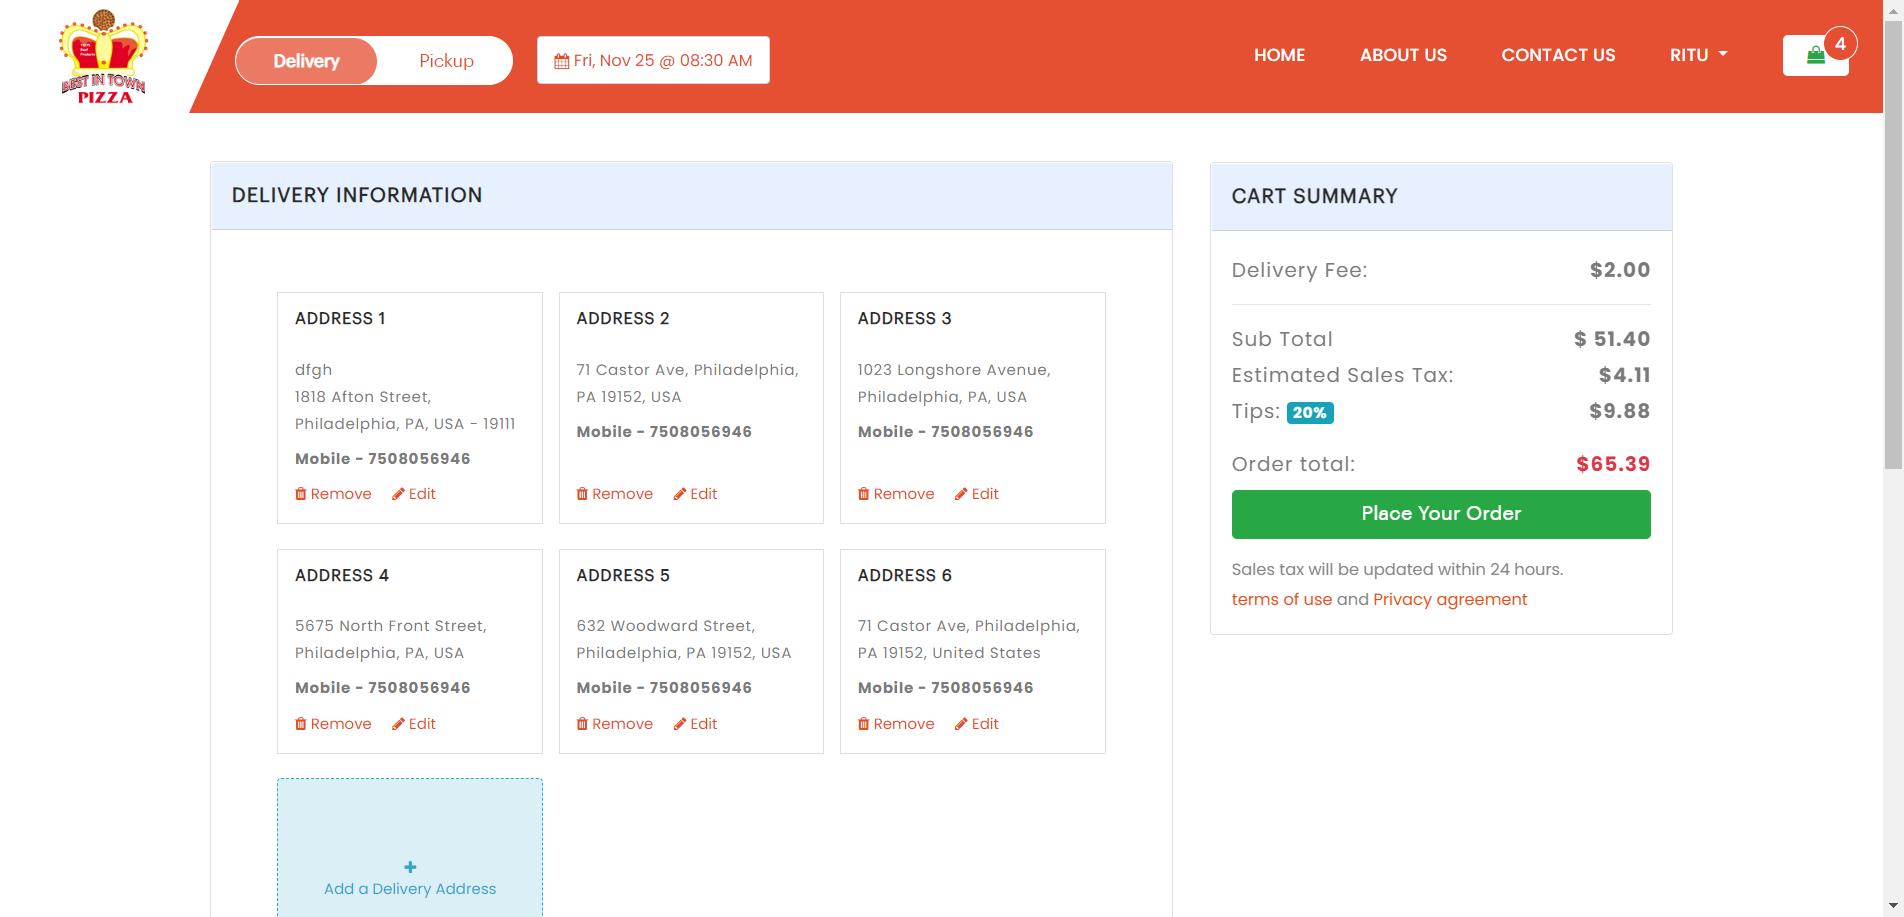 BEST IN TOWN
PIZZA
Delivery
Pickup
Fri, Nov 25 @ 08:30 AM
HOME
ABOUT US
CONTACT US
RITU
4
DELIVERY INFORMATION
ADDRESS 1
dfgh
1818 Afton Street,
Philadelphia, PA, USA - 19111
Mobile - 7508056946
Remove Edit
ADDRESS 2
71 Castor Ave, Philadelphia,
PA 19152, USA
Mobile - 7508056946
Remove Edit
ADDRESS 3
1023 Longshore Avenue,
Philadelphia, PA, USA
Mobile - 7508056946
Remove Edit
ADDRESS 4
5675 North Front Street,
Philadelphia, PA, USA
Mobile - 7508056946
Remove Edit
ADDRESS 5
632 Woodward Street,
Philadelphia, PA 19152, USA
Mobile - 7508056946
Remove Edit
ADDRESS 6
71 Castor Ave, Philadelphia,
PA 19152, United States
Mobile - 7508056946
Remove Edit
+
Add a Delivery Address
CART SUMMARY
Delivery Fee: $2.00
Sub Total $ 51.40
Estimated Sales Tax: $4.11
Tips: 20% $9.88
Order total: $65.39
Place Your Order
Sales tax will be updated within 24 hours.
terms of use and Privacy agreement